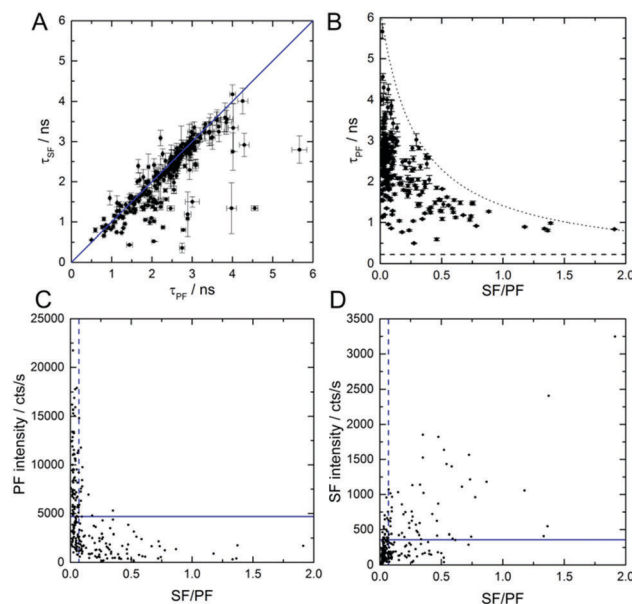 A
6
5
4
3
2
1
0
τSF / ns
0 1 2 3 4 5 6
τPF / ns
B
6
5
4
3
2
1
0
τPF / ns
0.0 0.5 1.0 1.5 2.0
SF/PF
C
25000
20000
15000
10000
5000
0
PF intensity / cts/s
0.0 0.5 1.0 1.5 2.0
SF/PF
D
3500
3000
2500
2000
1500
1000
500
0
SF intensity / cts/s
0.0 0.5 1.0 1.5 2.0
SF/PF